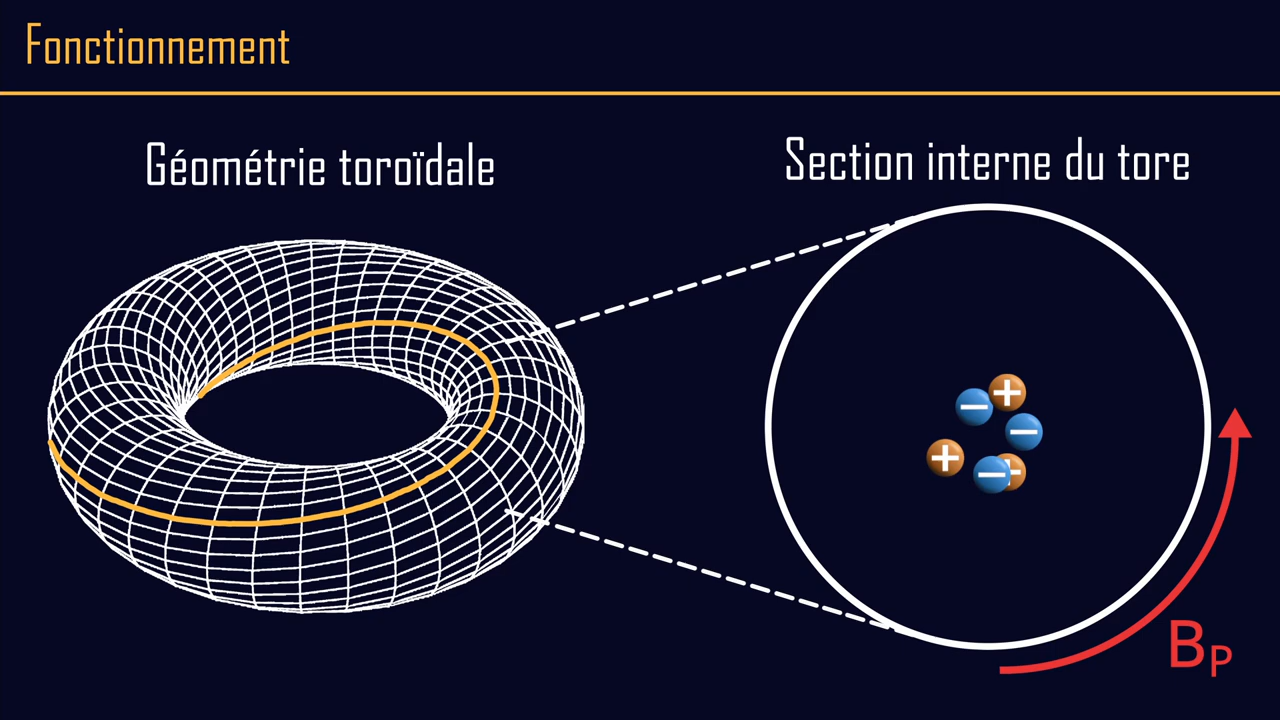 Fonctionnement
Géométrie toroïdale
Section interne du tore
+
−
−
+
−
+
B_P